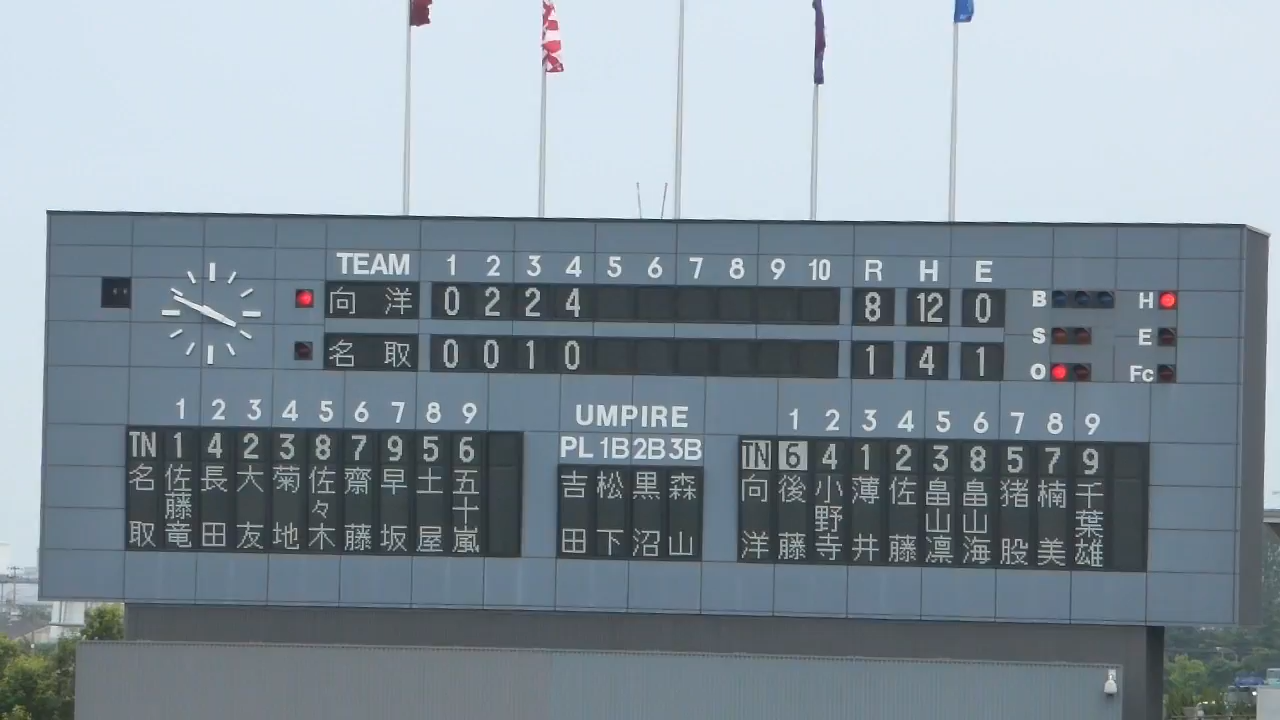 TEAM 1 2 3 4 5 6 7 8 9 10 R H E
向洋 0 2 2 4 8 12 0 B H
S E
名取 0 0 1 0 1 4 1 O Fc
1 2 3 4 5 6 7 8 9 UMPIRE 1 2 3 4 5 6 7 8 9
TN 1 4 2 3 8 7 9 5 6 PL 1B 2B 3B TN 6 4 1 2 3 8 5 7 9
名取 佐藤竜 長田 大友 菊地 佐々木 齋藤 早坂 土屋 五十嵐 吉田 松下 黒沼 森山 向洋 後藤 小野寺 薄井 佐藤 畠山凛 畠山海 猪股 楠美 千葉雄